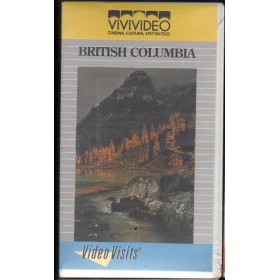 VIVIVIDEO
CINEMA, CULTURA, SPETTACOLO
BRITISH COLUMBIA
Video Visits®